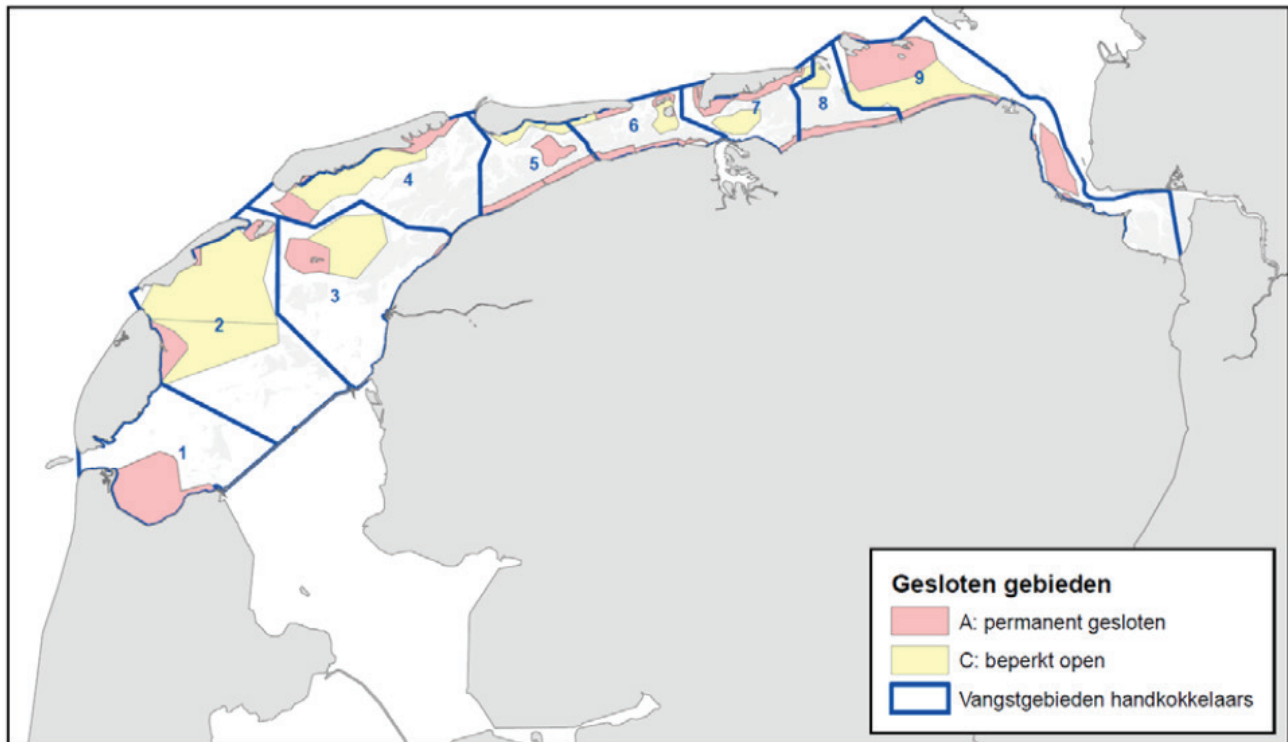 9
7
8
6
5
4
3
2
1
Gesloten gebieden
A: permanent gesloten
C: beperkt open
Vangstgebieden handkokkelaars